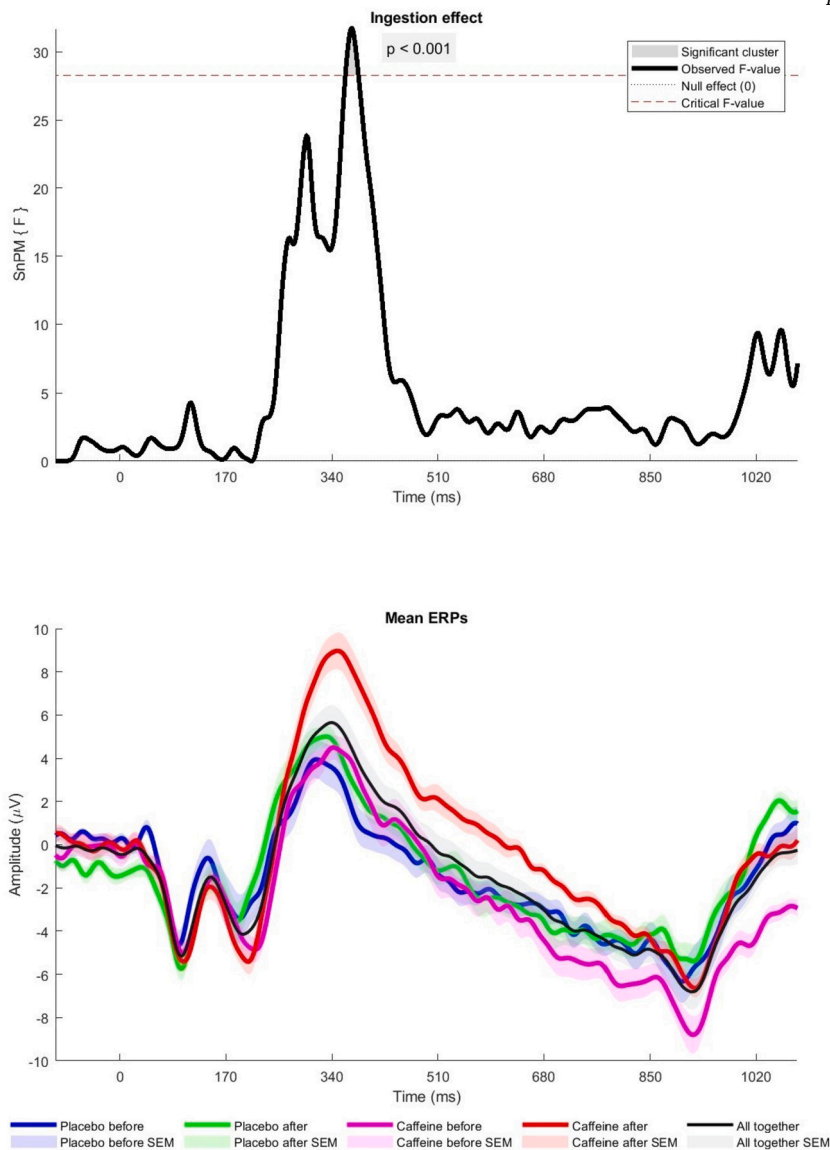 Ingestion effect
p < 0.001
Significant cluster
Observed F-value
Null effect (0)
Critical F-value
30
25
20
15
10
5
0
SnPM { F }
0 170 340 510 680 850 1020
Time (ms)
Mean ERPs
10
8
6
4
2
0
-2
-4
-6
-8
-10
Amplitude (μV)
0 170 340 510 680 850 1020
Time (ms)
Placebo before Placebo after Caffeine before Caffeine after All together
Placebo before SEM Placebo after SEM Caffeine before SEM Caffeine after SEM All together SEM